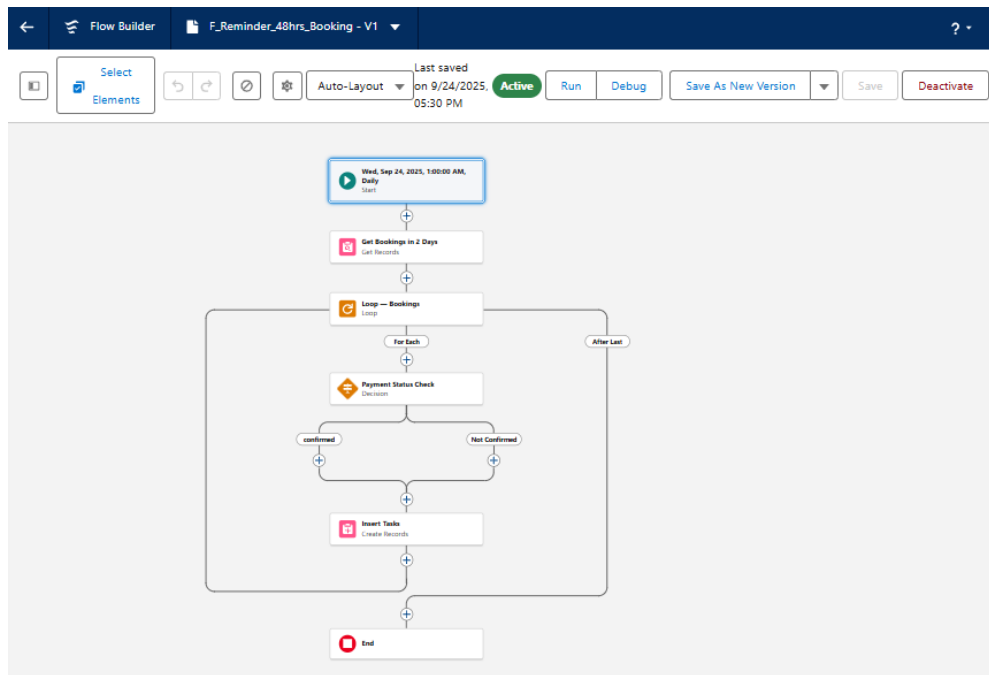 Flow Builder
F_Reminder_48hrs_Booking - V1
?
Select
Elements
Auto-Layout
Last saved
on 9/24/2025,
05:30 PM
Active
Run
Debug
Save As New Version
Save
Deactivate
Wed, Sep 24, 2025, 1:00:00 AM,
Daily
Start
Get Bookings in 2 Days
Get Records
Loop — Bookings
Loop
For Each
After Last
Payment Status Check
Decision
confirmed
Not Confirmed
Insert Tasks
Create Records
End